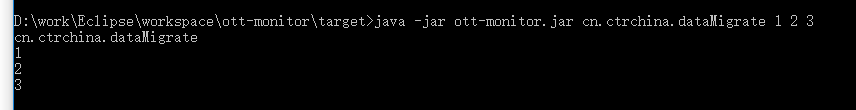 D:\work\Eclipse\workspace\ott-monitor\target>java -jar ott-monitor.jar cn.ctrchina.dataMigrate 1 2 3
cn.ctrchina.dataMigrate
1
2
3